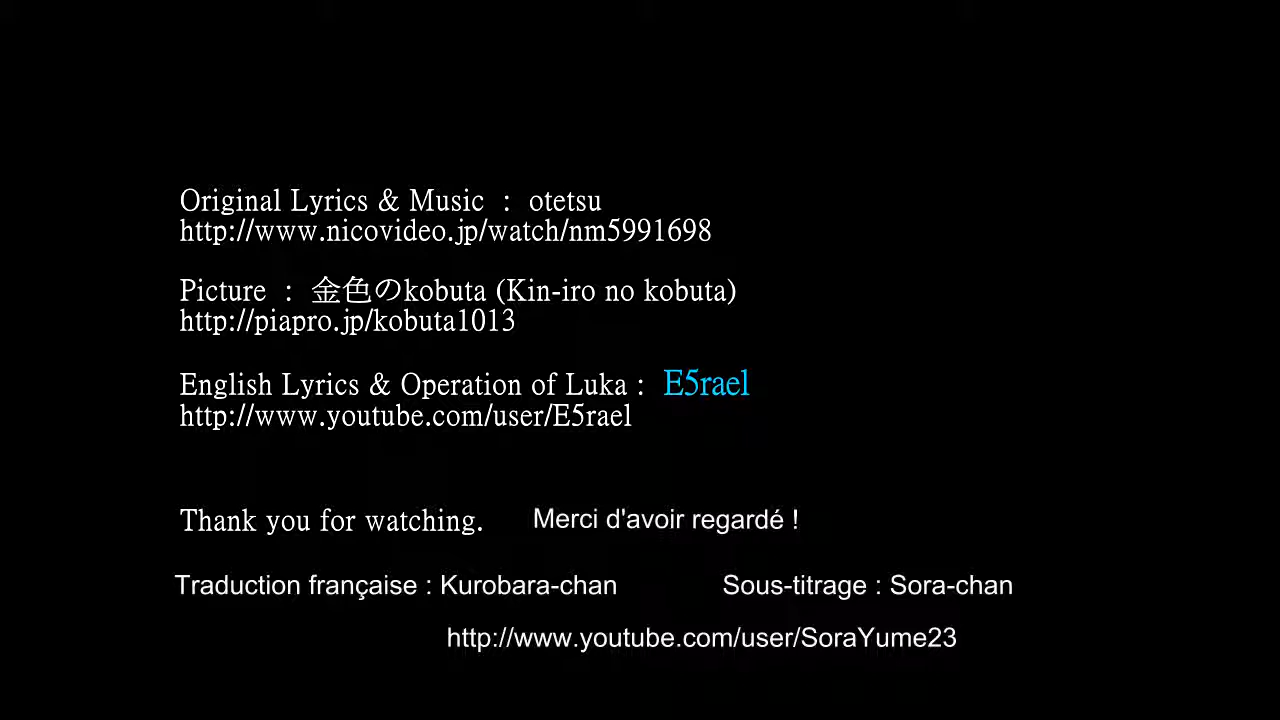 Original Lyrics & Music : otetsu
http://www.nicovideo.jp/watch/nm5991698
Picture : 金色のkobuta (Kin-iro no kobuta)
http://piapro.jp/kobuta1013
English Lyrics & Operation of Luka : E5rael
http://www.youtube.com/user/E5rael
Thank you for watching. Merci d'avoir regardé !
Traduction française : Kurobara-chan Sous-titrage : Sora-chan
http://www.youtube.com/user/SoraYume23